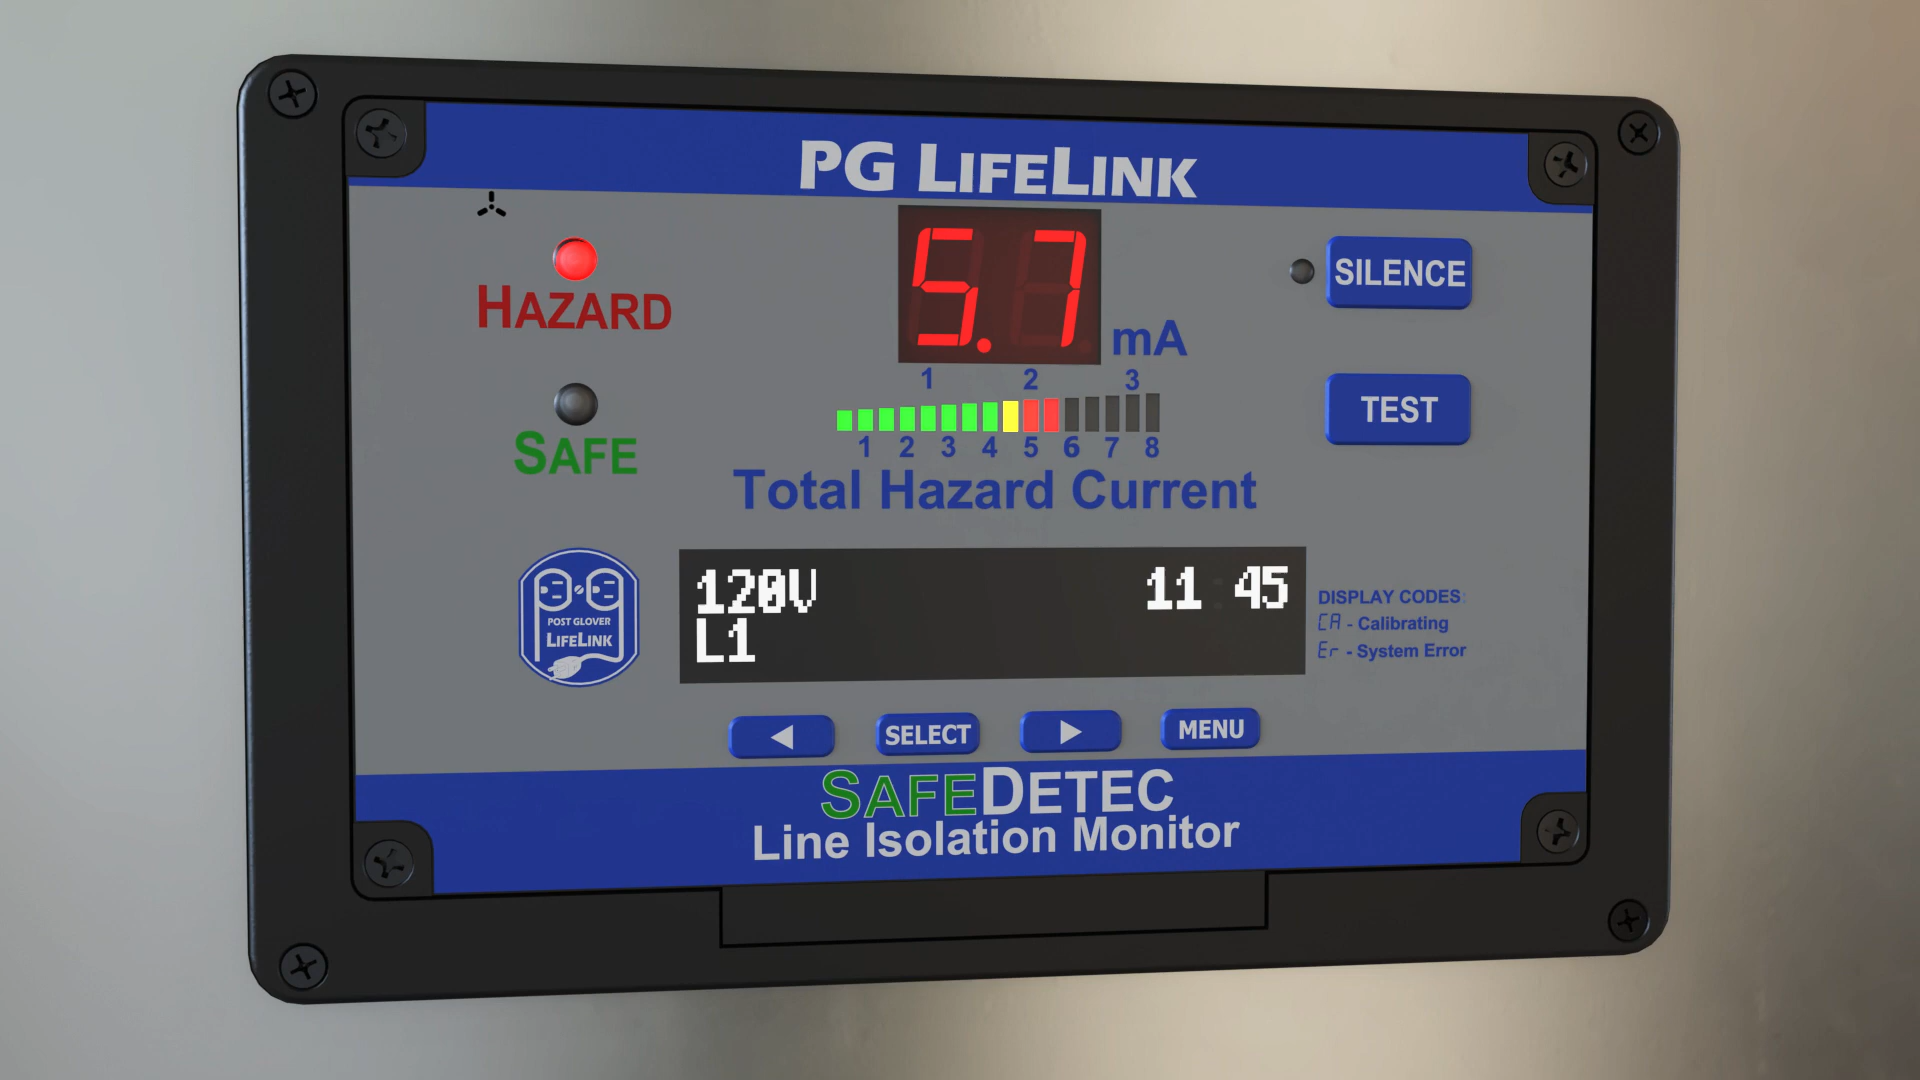 PG LIFELINK
HAZARD
5.7
mA
SILENCE
1 2 3
1 2 3 4 5 6 7 8
Total Hazard Current
SAFE
TEST
120V 11 45
L1
POST GLOVER
LIFELINK
DISPLAY CODES:
CA - Calibrating
Er - System Error
SELECT
MENU
SAFEDETEC
Line Isolation Monitor